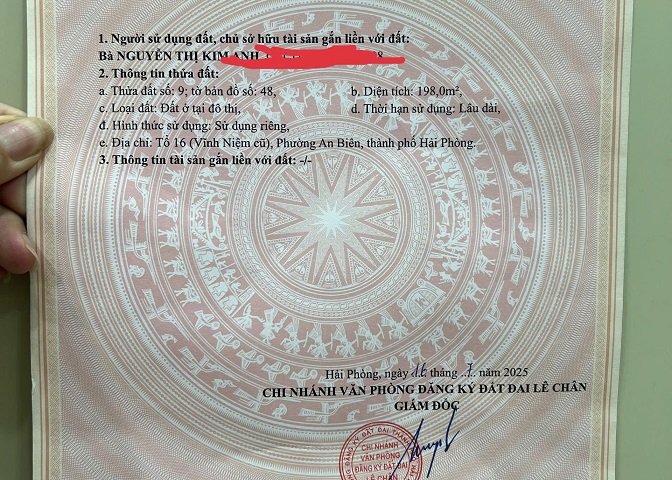 1. Người sử dụng đất, chủ sở hữu tài sản gắn liền với đất:
Bà NGUYỄN THỊ KIM ANH
2. Thông tin thửa đất:
a. Thửa đất số: 9; tờ bản đồ số: 48, b. Diện tích: 198,0m²,
c. Loại đất: Đất ở tại đô thị, d. Thời hạn sử dụng: Lâu dài,
đ. Hình thức sử dụng: Sử dụng riêng,
e. Địa chỉ: Tổ 16 (Vĩnh Niệm cũ), Phường An Biên, thành phố Hải Phòng.
3. Thông tin tài sản gắn liền với đất: -/-
Hải Phòng, ngày 16 tháng 7 năm 2025
CHI NHÁNH VĂN PHÒNG ĐĂNG KÝ ĐẤT ĐAI LÊ CHÂN
GIÁM ĐỐC
CHI NHÁNH
VĂN PHÒNG
ĐĂNG KÝ ĐẤT ĐAI
LÊ CHÂN